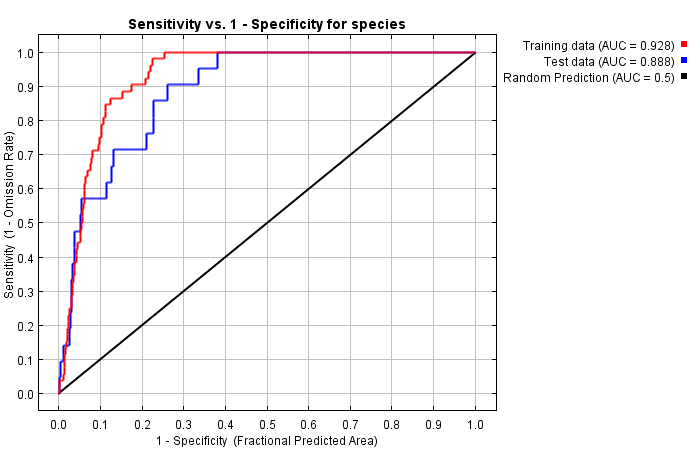 Sensitivity vs. 1 - Specificity for species
Training data (AUC = 0.928)
Test data (AUC = 0.888)
Random Prediction (AUC = 0.5)
Sensitivity (1 - Omission Rate)
1.0
0.9
0.8
0.7
0.6
0.5
0.4
0.3
0.2
0.1
0.0
0.0 0.1 0.2 0.3 0.4 0.5 0.6 0.7 0.8 0.9 1.0
1 - Specificity (Fractional Predicted Area)